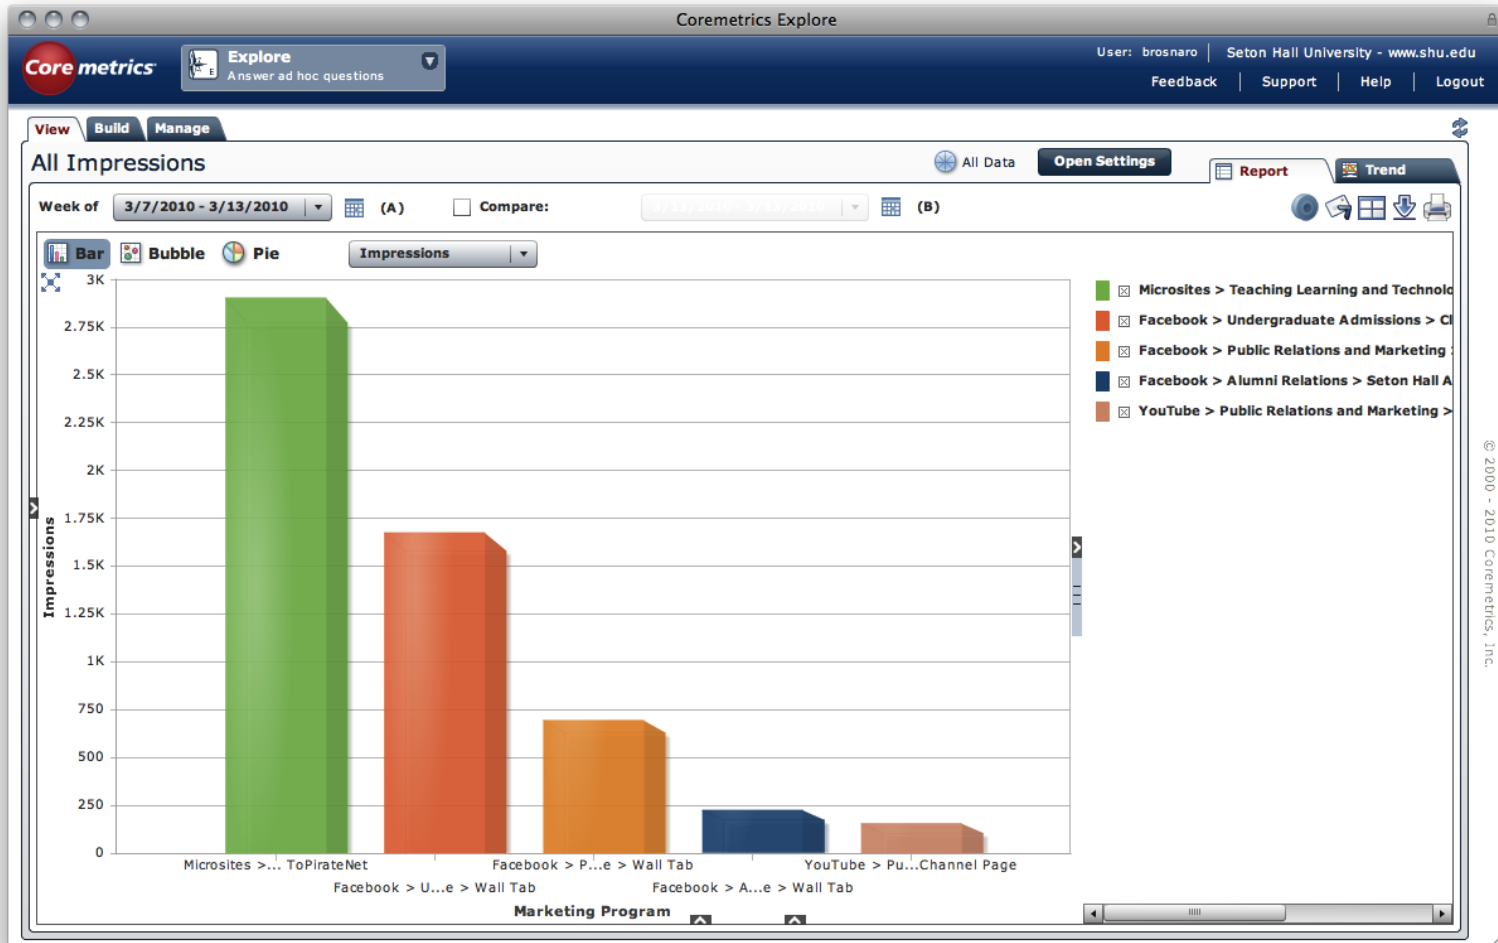 Coremetrics Explore
Coremetrics
Explore
Answer ad hoc questions
E
User: brosnaro
Seton Hall University - www.shu.edu
Feedback
Support
Help
Logout
View
Build
Manage
All Impressions
All Data
Open Settings
Report
Trend
Week of
3/7/2010 - 3/13/2010
(A)
Compare:
(B)
Bar
Bubble
Pie
Impressions
3K
2.75K
2.5K
2.25K
2K
1.75K
1.5K
1.25K
1K
750
500
250
0
Impressions
Microsites >... ToPirateNet
Facebook > U...e > Wall Tab
Facebook > P...e > Wall Tab
Facebook > A...e > Wall Tab
YouTube > Pu...Channel Page
Marketing Program
Microsites > Teaching Learning and Technolo
Facebook > Undergraduate Admissions > Cl
Facebook > Public Relations and Marketing
Facebook > Alumni Relations > Seton Hall A
YouTube > Public Relations and Marketing >
© 2000 - 2010 Coremetrics, Inc.